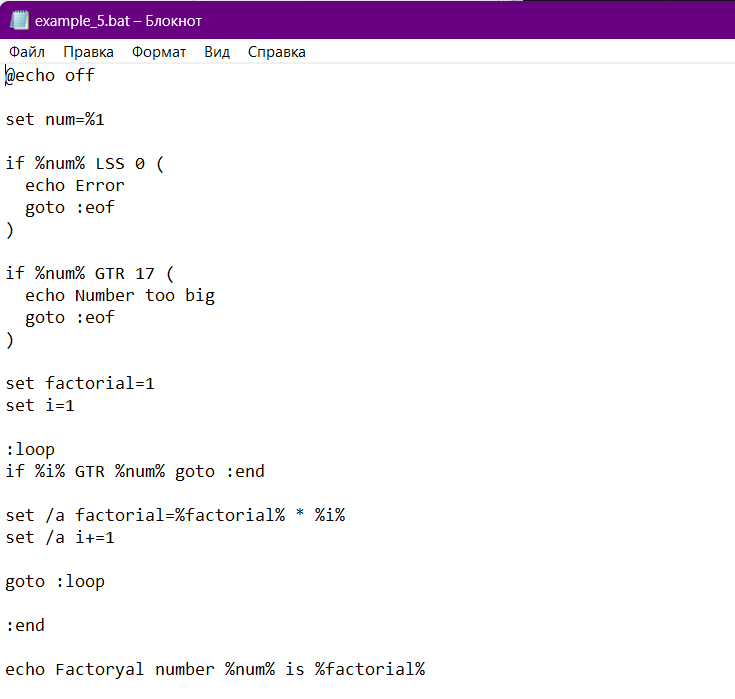 example_5.bat – Блокнот
Файл Правка Формат Вид Справка
@echo off
set num=%1
if %num% LSS 0 (
echo Error
goto :eof
)
if %num% GTR 17 (
echo Number too big
goto :eof
)
set factorial=1
set i=1
:loop
if %i% GTR %num% goto :end
set /a factorial=%factorial% * %i%
set /a i+=1
goto :loop
:end
echo Factoryal number %num% is %factorial%